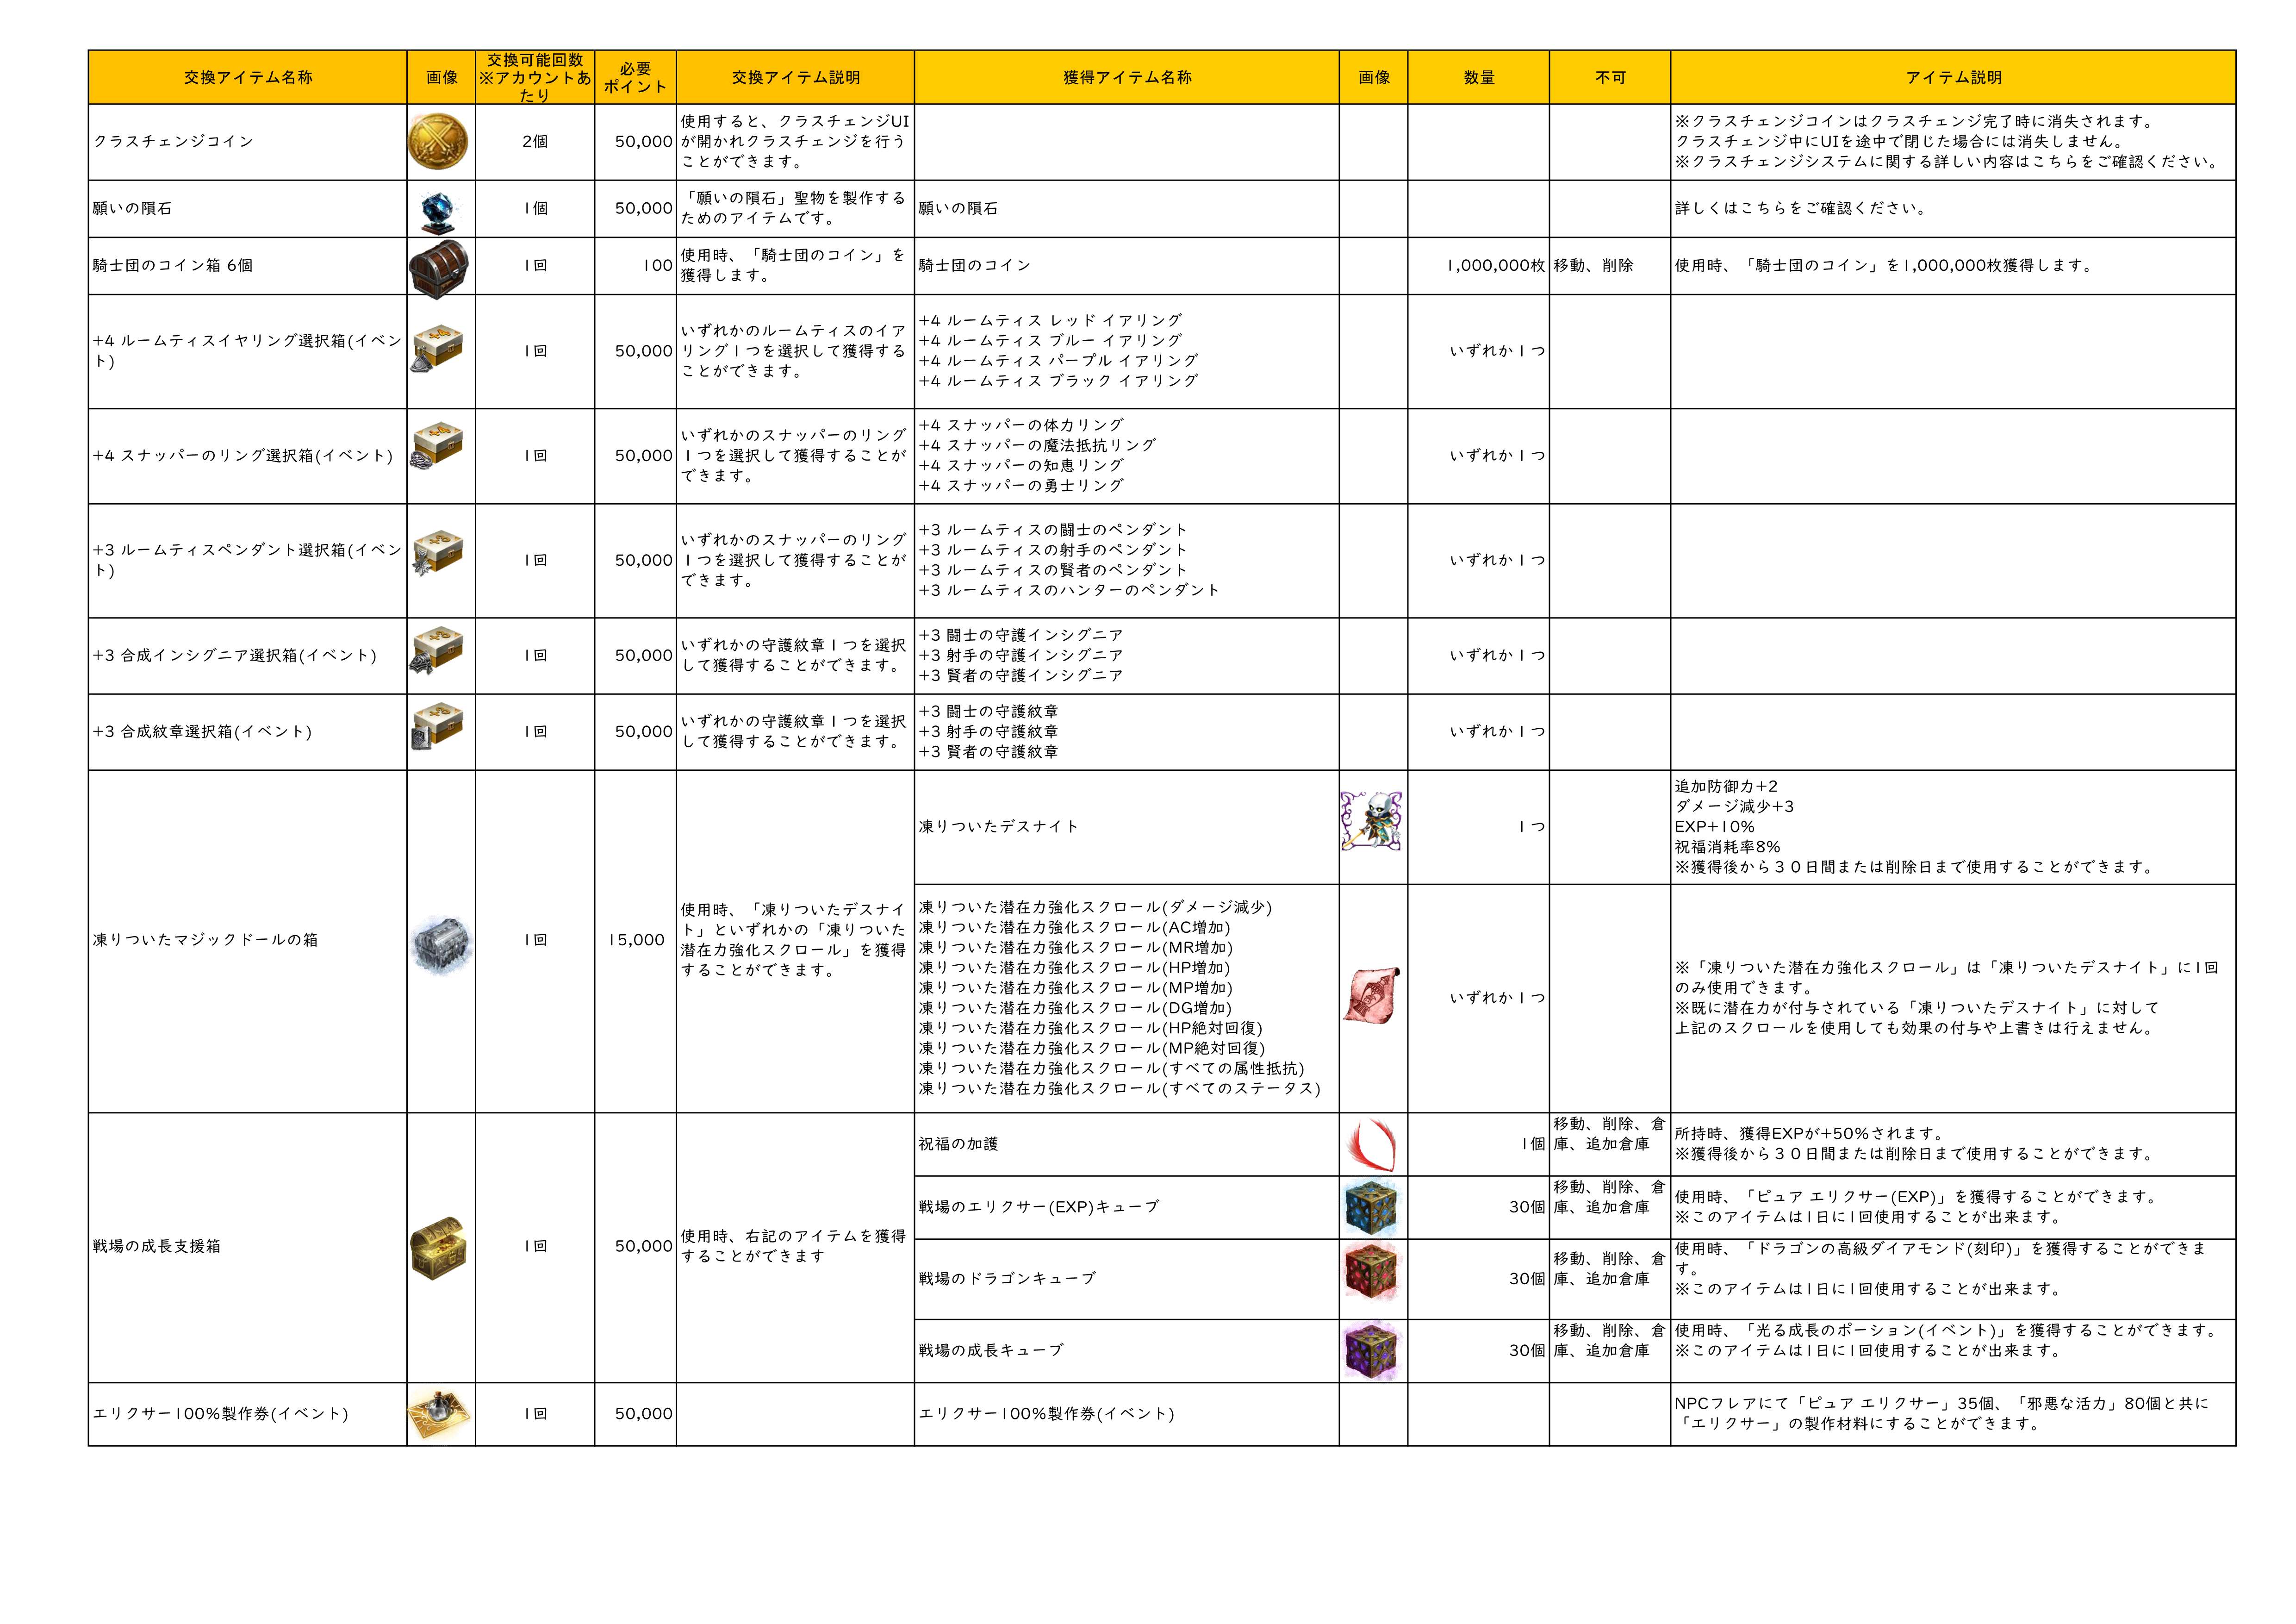 交換アイテム名称
画像
交換可能回数
※アカウントあ
たり
必要
ポイント
交換アイテム説明
獲得アイテム名称
画像
数量
不可
アイテム説明
クラスチェンジコイン
2個
50,000
使用すると、クラスチェンジUI
が開かれクラスチェンジを行う
ことができます。
※クラスチェンジコインはクラスチェンジ完了時に消失されます。
クラスチェンジ中にUIを途中で閉じた場合には消失しません。
※クラスチェンジシステムに関する詳しい内容はこちらをご確認ください。
願いの隕石
1個
50,000
「願いの隕石」聖物を製作する
ためのアイテムです。
願いの隕石
詳しくはこちらをご確認ください。
騎士団のコイン箱 6個
1回
100
使用時、「騎士団のコイン」を
獲得します。
騎士団のコイン
1,000,000枚
移動、削除
使用時、「騎士団のコイン」を1,000,000枚獲得します。
+4 ルームティスイヤリング選択箱(イベン
ト)
1回
50,000
いずれかのルームティスのイア
リング1つを選択して獲得する
ことができます。
+4 ルームティス レッド イアリング
+4 ルームティス ブルー イアリング
+4 ルームティス パープル イアリング
+4 ルームティス ブラック イアリング
いずれか1つ
+4 スナッパーのリング選択箱(イベント)
1回
50,000
いずれかのスナッパーのリング
1つを選択して獲得することが
できます。
+4 スナッパーの体力リング
+4 スナッパーの魔法抵抗リング
+4 スナッパーの知恵リング
+4 スナッパーの勇士リング
いずれか1つ
+3 ルームティスペンダント選択箱(イベン
ト)
1回
50,000
いずれかのスナッパーのリング
1つを選択して獲得することが
できます。
+3 ルームティスの闘士のペンダント
+3 ルームティスの射手のペンダント
+3 ルームティスの賢者のペンダント
+3 ルームティスのハンターのペンダント
いずれか1つ
+3 合成インシグニア選択箱(イベント)
1回
50,000
いずれかの守護紋章1つを選択
して獲得することができます。
+3 闘士の守護インシグニア
+3 射手の守護インシグニア
+3 賢者の守護インシグニア
いずれか1つ
+3 合成紋章選択箱(イベント)
1回
50,000
いずれかの守護紋章1つを選択
して獲得することができます。
+3 闘士の守護紋章
+3 射手の守護紋章
+3 賢者の守護紋章
いずれか1つ
凍りついたマジックドールの箱
1回
15,000
使用時、「凍りついたデスナイ
ト」といずれかの「凍りついた
潜在力強化スクロール」を獲得
することができます。
凍りついたデスナイト
1つ
追加防御力+2
ダメージ減少+3
EXP+10%
祝福消耗率8%
※獲得後から３０日間または削除日まで使用することができます。
凍りついた潜在力強化スクロール(ダメージ減少)
凍りついた潜在力強化スクロール(AC増加)
凍りついた潜在力強化スクロール(MR増加)
凍りついた潜在力強化スクロール(HP増加)
凍りついた潜在力強化スクロール(MP増加)
凍りついた潜在力強化スクロール(DG増加)
凍りついた潜在力強化スクロール(HP絶対回復)
凍りついた潜在力強化スクロール(MP絶対回復)
凍りついた潜在力強化スクロール(すべての属性抵抗)
凍りついた潜在力強化スクロール(すべてのステータス)
いずれか1つ
※「凍りついた潜在力強化スクロール」は「凍りついたデスナイト」に1回
のみ使用できます。
※既に潜在力が付与されている「凍りついたデスナイト」に対して
上記のスクロールを使用しても効果の付与や上書きは行えません。
戦場の成長支援箱
1回
50,000
使用時、右記のアイテムを獲得
することができます
祝福の加護
1個
移動、削除、倉
庫、追加倉庫
所持時、獲得EXPが+50%されます。
※獲得後から３０日間または削除日まで使用することができます。
戦場のエリクサー(EXP)キューブ
30個
移動、削除、倉
庫、追加倉庫
使用時、「ピュア エリクサー(EXP)」を獲得することができます。
※このアイテムは1日に1回使用することが出来ます。
戦場のドラゴンキューブ
30個
移動、削除、倉
庫、追加倉庫
使用時、「ドラゴンの高級ダイアモンド(刻印)」を獲得することができま
す。
※このアイテムは1日に1回使用することが出来ます。
戦場の成長キューブ
30個
移動、削除、倉
庫、追加倉庫
使用時、「光る成長のポーション(イベント)」を獲得することができます。
※このアイテムは1日に1回使用することが出来ます。
エリクサー100%製作券(イベント)
1回
50,000
エリクサー100%製作券(イベント)
NPCフレアにて「ピュア エリクサー」35個、「邪悪な活力」80個と共に
「エリクサー」の製作材料にすることができます。